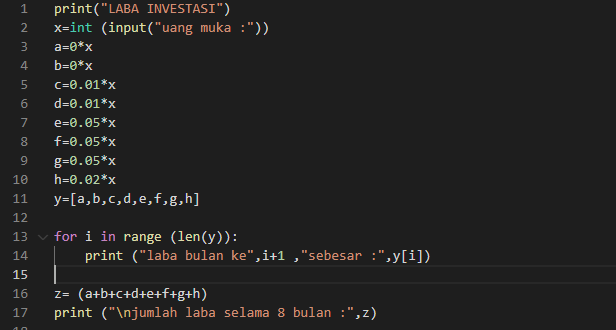 1 print("LABA INVESTASI")
2 x=int (input("uang muka :"))
3 a=0*x
4 b=0*x
5 c=0.01*x
6 d=0.01*x
7 e=0.05*x
8 f=0.05*x
9 g=0.05*x
10 h=0.02*x
11 y=[a,b,c,d,e,f,g,h]
12
13 for i in range (len(y)):
14     print ("laba bulan ke",i+1 ,"sebesar :",y[i])
15
16 z= (a+b+c+d+e+f+g+h)
17 print ("\njumlah laba selama 8 bulan :",z)